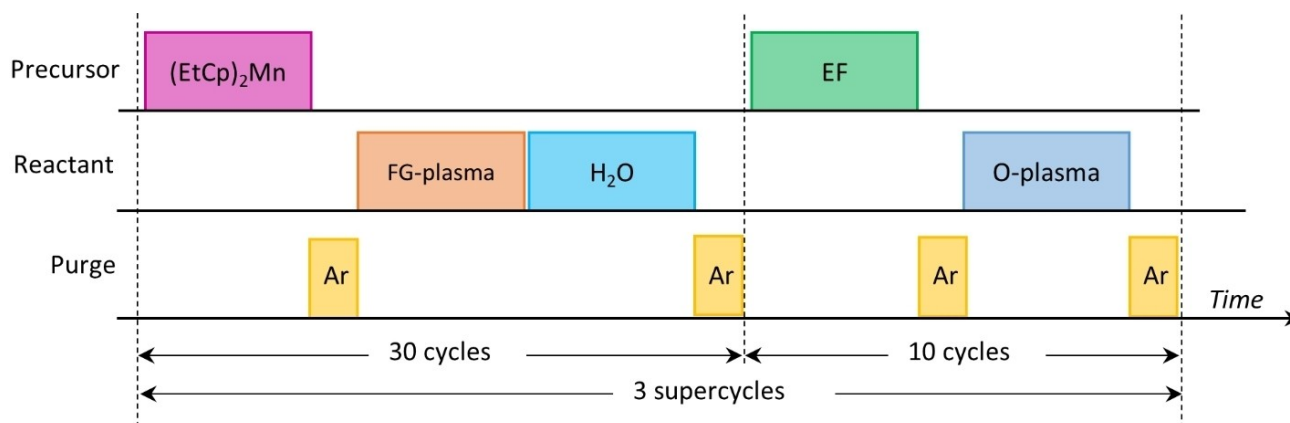 Precursor
(EtCp)₂Mn
EF
Reactant
FG-plasma
H₂O
O-plasma
Purge
Ar
Ar
Ar
Ar
Time
30 cycles
10 cycles
3 supercycles